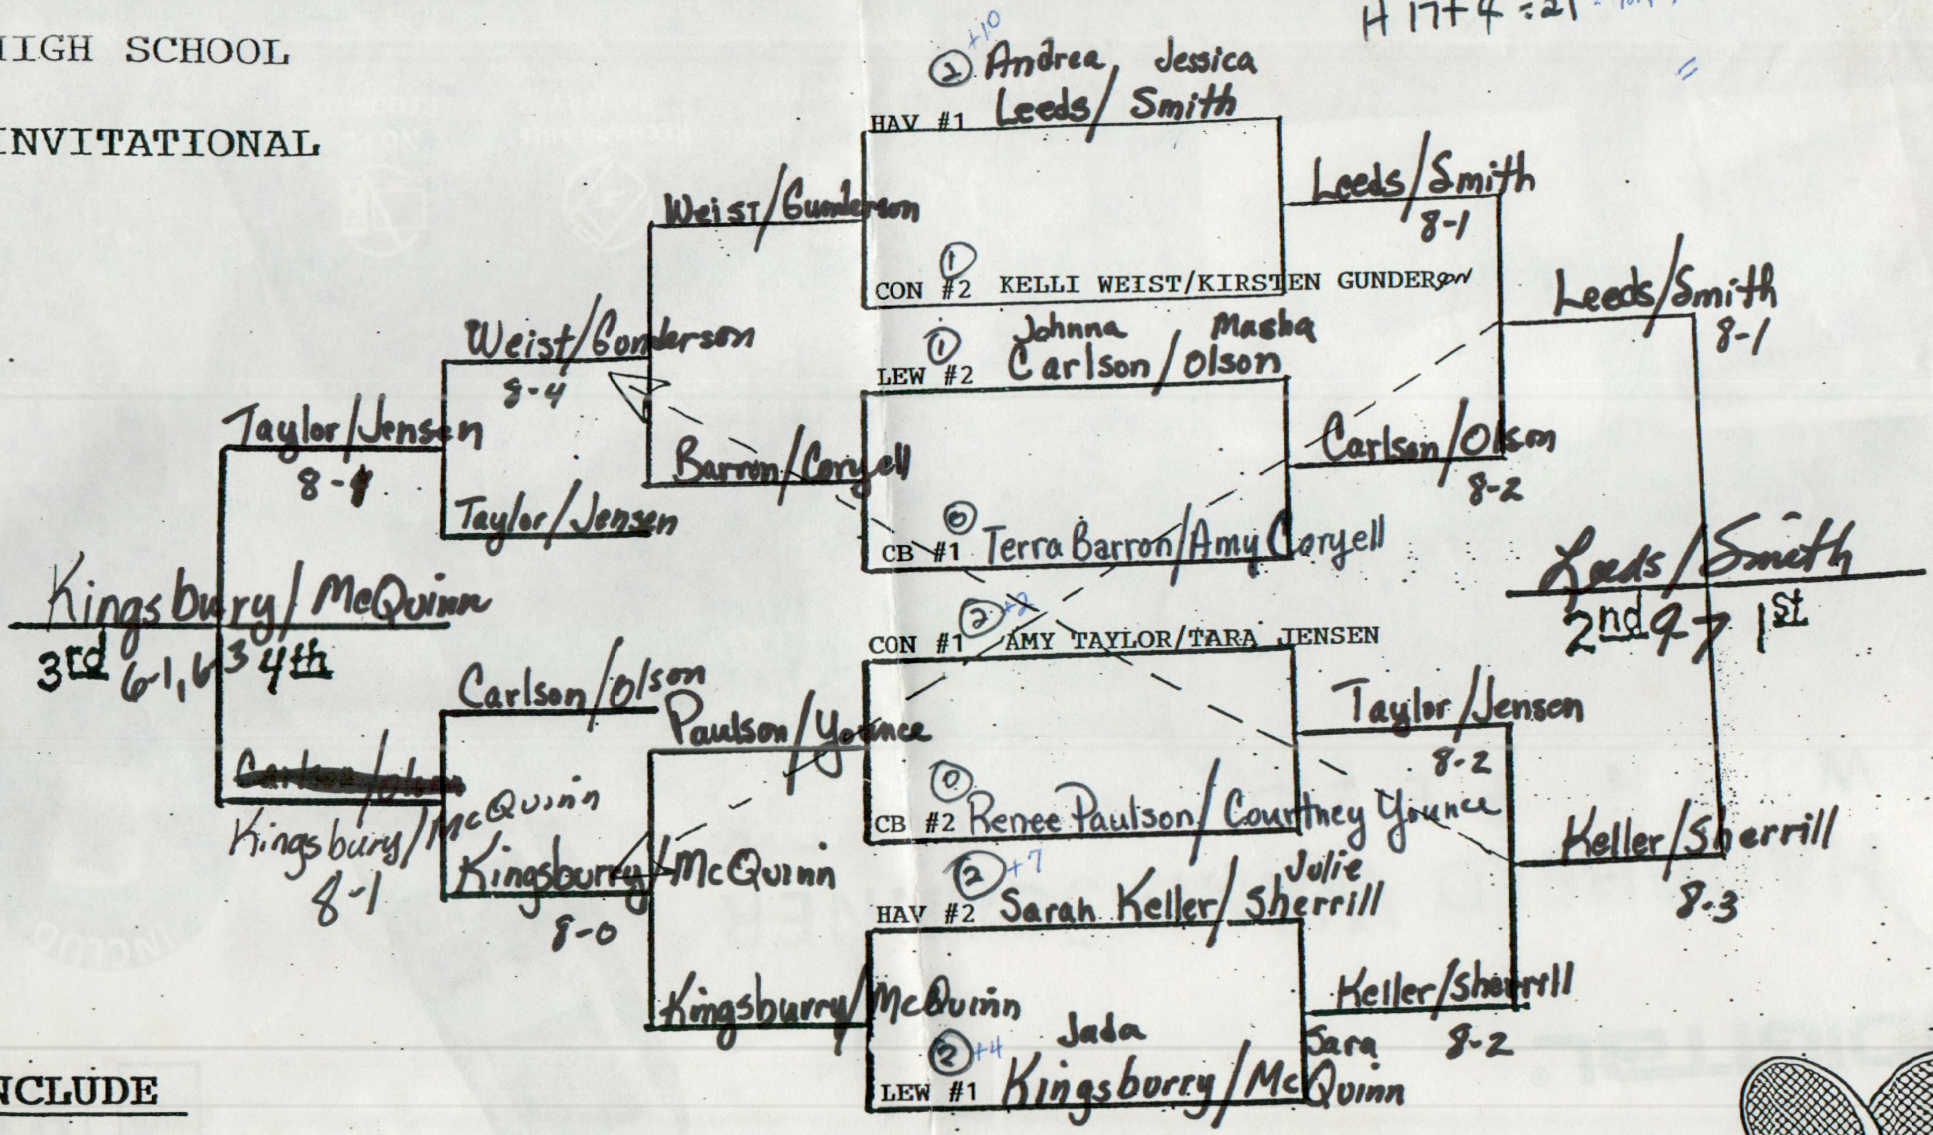 HIGH SCHOOL
INVITATIONAL
H 17+4=21
+10
② Andrea Jessica
HAV #1 Leeds/Smith
Leeds/Smith
8-1
Weist/Gunderson
①
CON #2 KELLI WEIST/KIRSTEN GUNDERSON
Leeds/Smith
8-1
① Johnna Masha
LEW #2 Carlson/Olson
Weist/Gonderson
8-4
Taylor/Jensen
8-4
Barron/Coryell
Carlson/Olson
8-2
Taylor/Jensen
⓪
CB #1 Terra Barron/Amy Coryell
Leeds/Smith
2nd 9-7 1st
Kingsbury/McQuinn
3rd 6-1, 6-3 4th
② +2
CON #1 AMY TAYLOR/TARA JENSEN
Carlson/Olson
Paulson/Younce
Taylor/Jensen
8-2
Carlson/Olson
Kingsbury/McQuinn
8-1
⓪
CB #2 Renee Paulson/Courtney Younce
Kingsburry/McQuinn
8-0
Keller/Sherrill
8-3
② +7 Julie
HAV #2 Sarah Keller/Sherrill
Kingsburry/McQuinn
Keller/Sherrill
8-2
② +4 Jada Sara
LEW #1 Kingsburry/McQuinn
NCLUDE